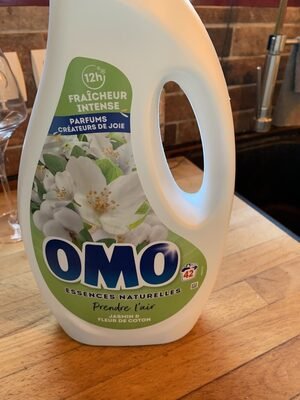 12h
FRAÎCHEUR
INTENSE
PARFUMS
CRÉATEURS DE JOIE
OMO
42
ESSENCES NATURELLES
Prendre l'air
JASMIN &
FLEUR DE COTON